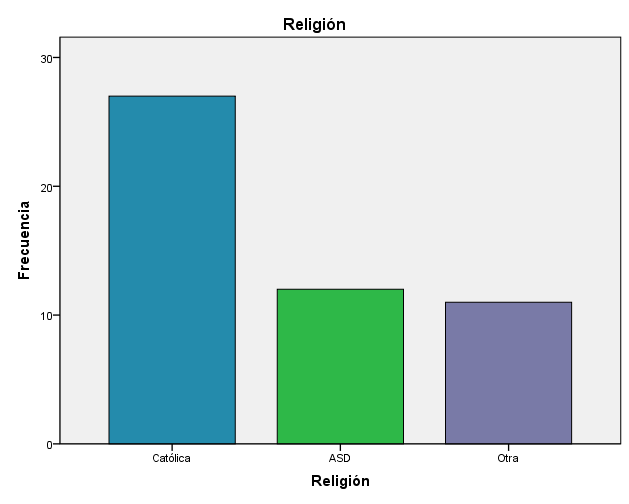 Religión
30
20
10
0
Frecuencia
Católica
ASD
Otra
Religión